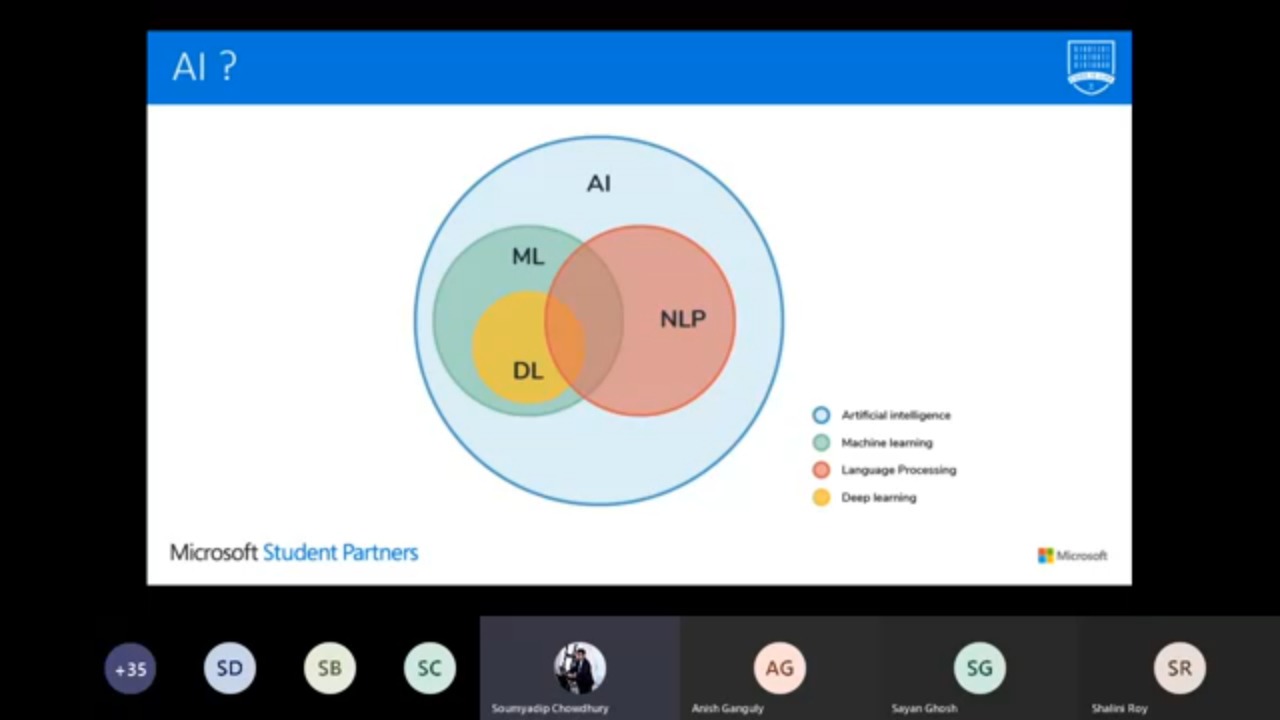 AI ?
AI
ML
NLP
DL
Artificial intelligence
Machine learning
Language Processing
Deep learning
Microsoft Student Partners
Microsoft
+35
SD
SB
SC
AG
SG
SR
Soumyadip Chowdhury
Anish Ganguly
Sayan Ghosh
Shalini Roy